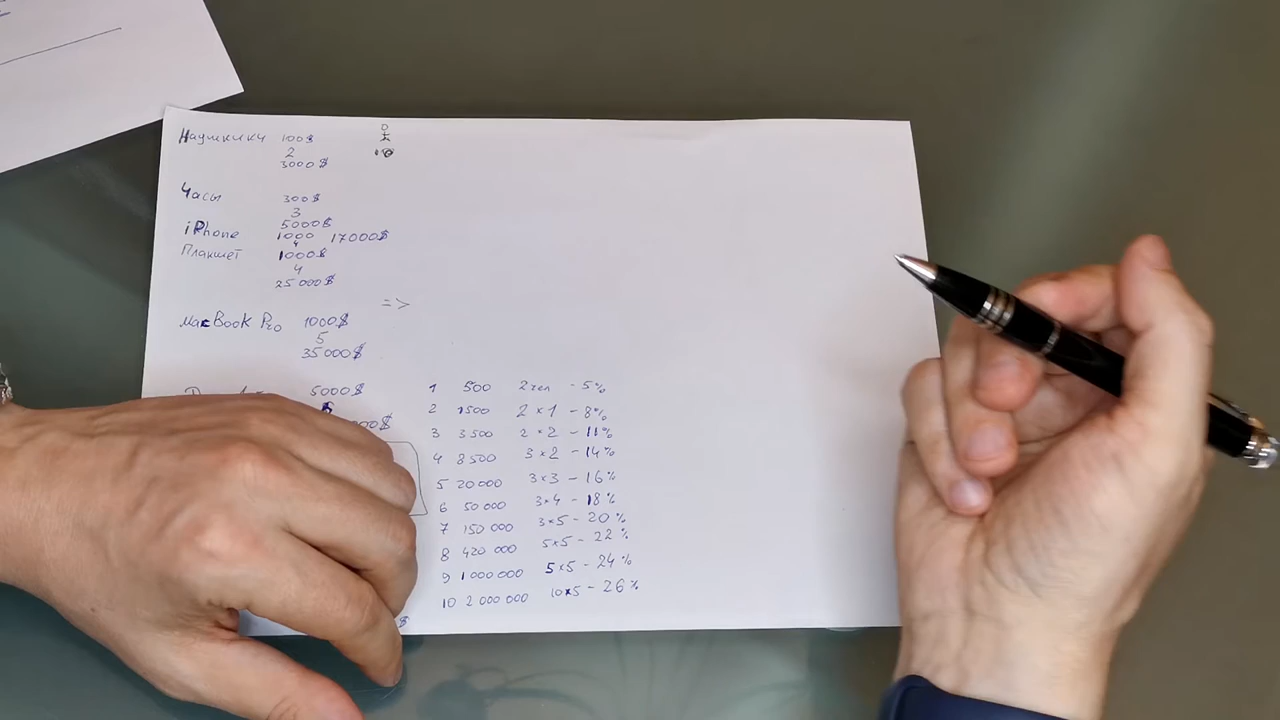 Наушники 100$
2
3000$
Часы 300$
3
5000$
iPhone 1000 17000$
4
Планшет 1000$
4
25000$
=>
MacBook Pro 1000$
5
35000$
5000$
000$
1 500 2 чел - 5%
2 1500 2 x 1 - 8%
3 3500 2 x 2 - 11%
4 8500 3 x 2 - 14%
5 20 000 3 x 3 - 16%
6 50 000 3 x 4 - 18%
7 150 000 3 x 5 - 20%
8 420 000 5 x 5 - 22%
9 1 000 000 5 x 5 - 24%
10 2 000 000 10 x 5 - 26%
$